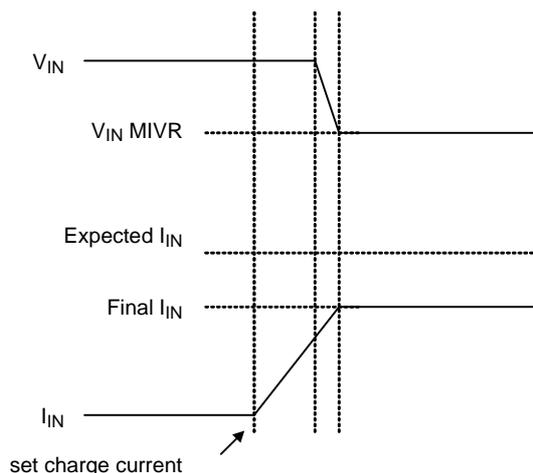 VIN
VIN MIVR
Expected IIN
Final IIN
IIN
set charge current